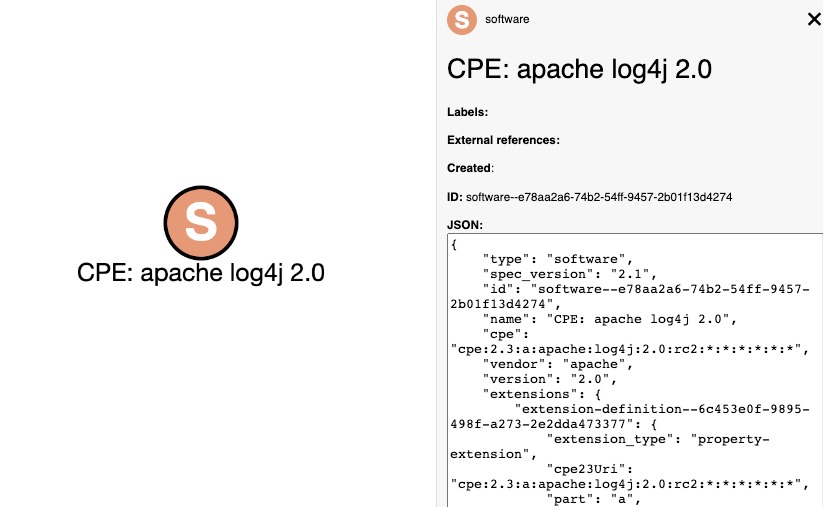 S
CPE: apache log4j 2.0
S software
CPE: apache log4j 2.0
Labels:
External references:
Created:
ID: software--e78aa2a6-74b2-54ff-9457-2b01f13d4274
JSON:
{
    "type": "software",
    "spec_version": "2.1",
    "id": "software--e78aa2a6-74b2-54ff-9457-
2b01f13d4274",
    "name": "CPE: apache log4j 2.0",
    "cpe":
"cpe:2.3:a:apache:log4j:2.0:rc2:*:*:*:*:*:*",
    "vendor": "apache",
    "version": "2.0",
    "extensions": {
        "extension-definition--6c453e0f-9895-
498f-a273-2e2dda473377": {
            "extension_type": "property-
extension",
            "cpe23Uri":
"cpe:2.3:a:apache:log4j:2.0:rc2:*:*:*:*:*:*",
            "part": "a",